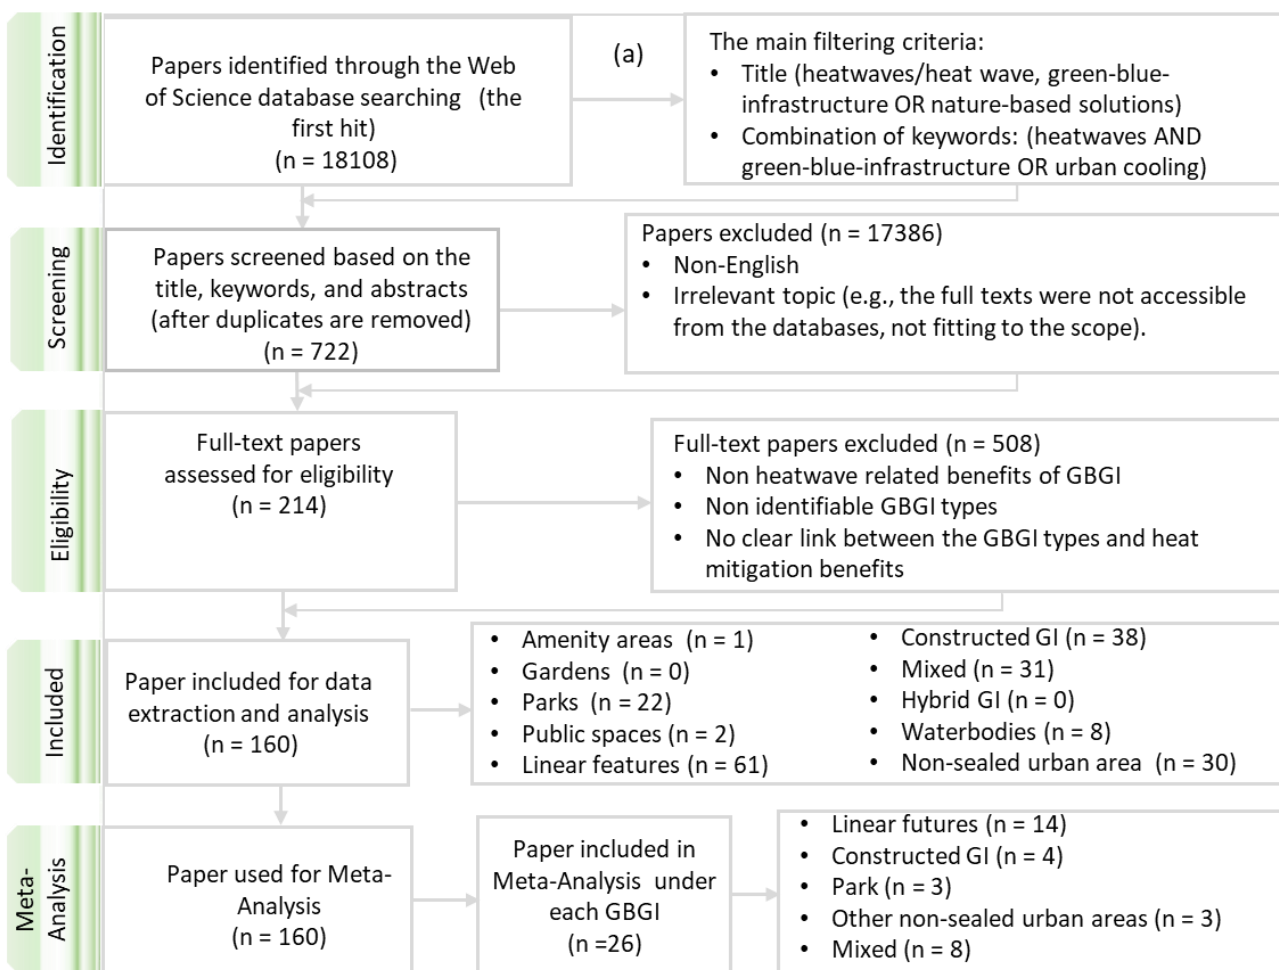 Identification
Papers identified through the Web
of Science database searching (the
first hit)
(n = 18108)
(a)
The main filtering criteria:
• Title (heatwaves/heat wave, green-blue-
infrastructure OR nature-based solutions)
• Combination of keywords: (heatwaves AND
green-blue-infrastructure OR urban cooling)
Screening
Papers screened based on the
title, keywords, and abstracts
(after duplicates are removed)
(n = 722)
Papers excluded (n = 17386)
• Non-English
• Irrelevant topic (e.g., the full texts were not accessible
from the databases, not fitting to the scope).
Eligibility
Full-text papers
assessed for eligibility
(n = 214)
Full-text papers excluded (n = 508)
• Non heatwave related benefits of GBGI
• Non identifiable GBGI types
• No clear link between the GBGI types and heat
mitigation benefits
Included
Paper included for data
extraction and analysis
(n = 160)
• Amenity areas (n = 1)
• Gardens (n = 0)
• Parks (n = 22)
• Public spaces (n = 2)
• Linear features (n = 61)
• Constructed GI (n = 38)
• Mixed (n = 31)
• Hybrid GI (n = 0)
• Waterbodies (n = 8)
• Non-sealed urban area (n = 30)
Meta-
Analysis
Paper used for Meta-
Analysis
(n = 160)
Paper included in
Meta-Analysis under
each GBGI
(n =26)
• Linear futures (n = 14)
• Constructed GI (n = 4)
• Park (n = 3)
• Other non-sealed urban areas (n = 3)
• Mixed (n = 8)